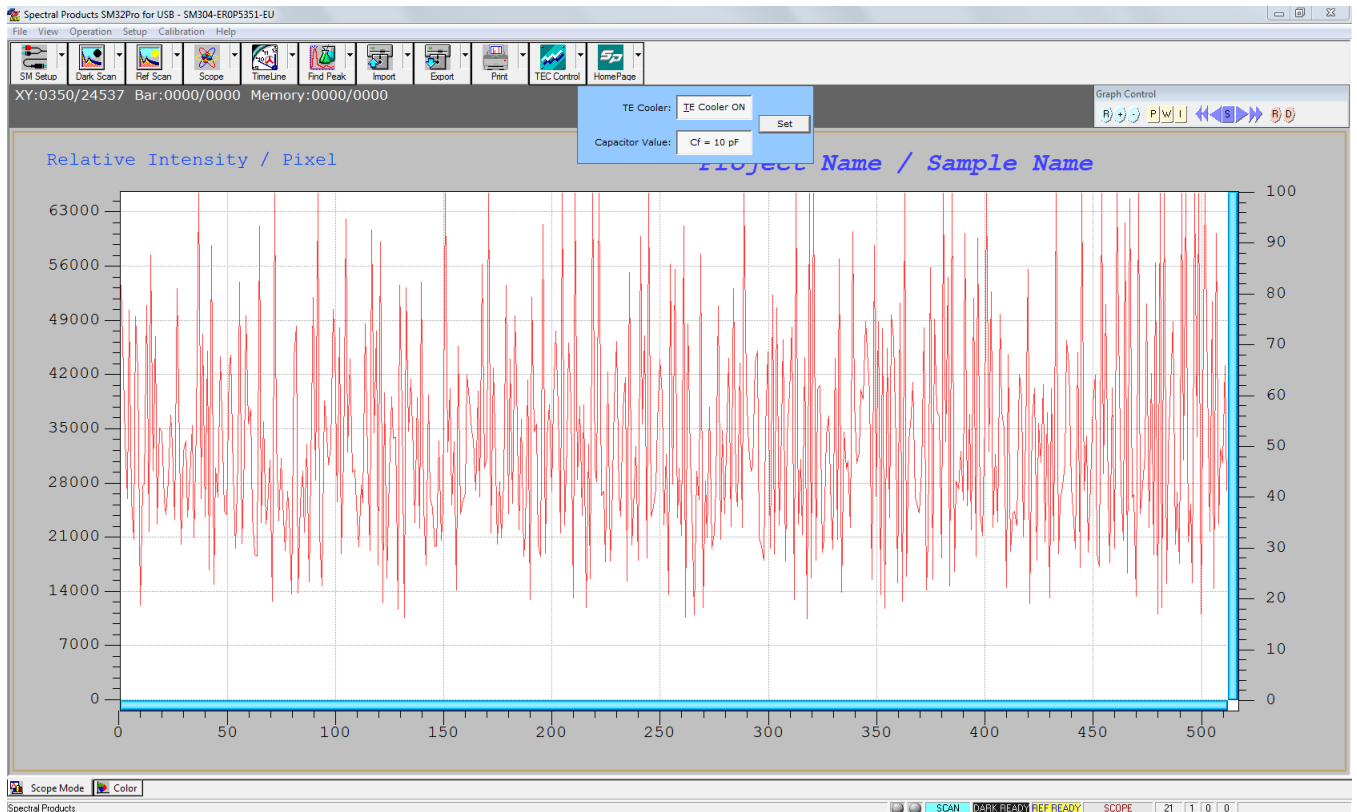 Spectral Products SM32Pro for USB - SM304-ER0P5351-EU
File View Operation Setup Calibration Help
SM Setup Dark Scan Ref Scan Scope TimeLine Find Peak Import Export Print TEC Control HomePage
XY:0350/24537 Bar:0000/0000 Memory:0000/0000
TE Cooler: TE Cooler ON
Set
Capacitor Value: Cf = 10 pF
Graph Control
R) +) -) P W I S R) D)
Relative Intensity / Pixel
Project Name / Sample Name
63000
56000
49000
42000
35000
28000
21000
14000
7000
0
100
90
80
70
60
50
40
30
20
10
0
0 50 100 150 200 250 300 350 400 450 500
Scope Mode Color
Spectral Products
SCAN DARK READY REF READY SCOPE 21 1 0 0